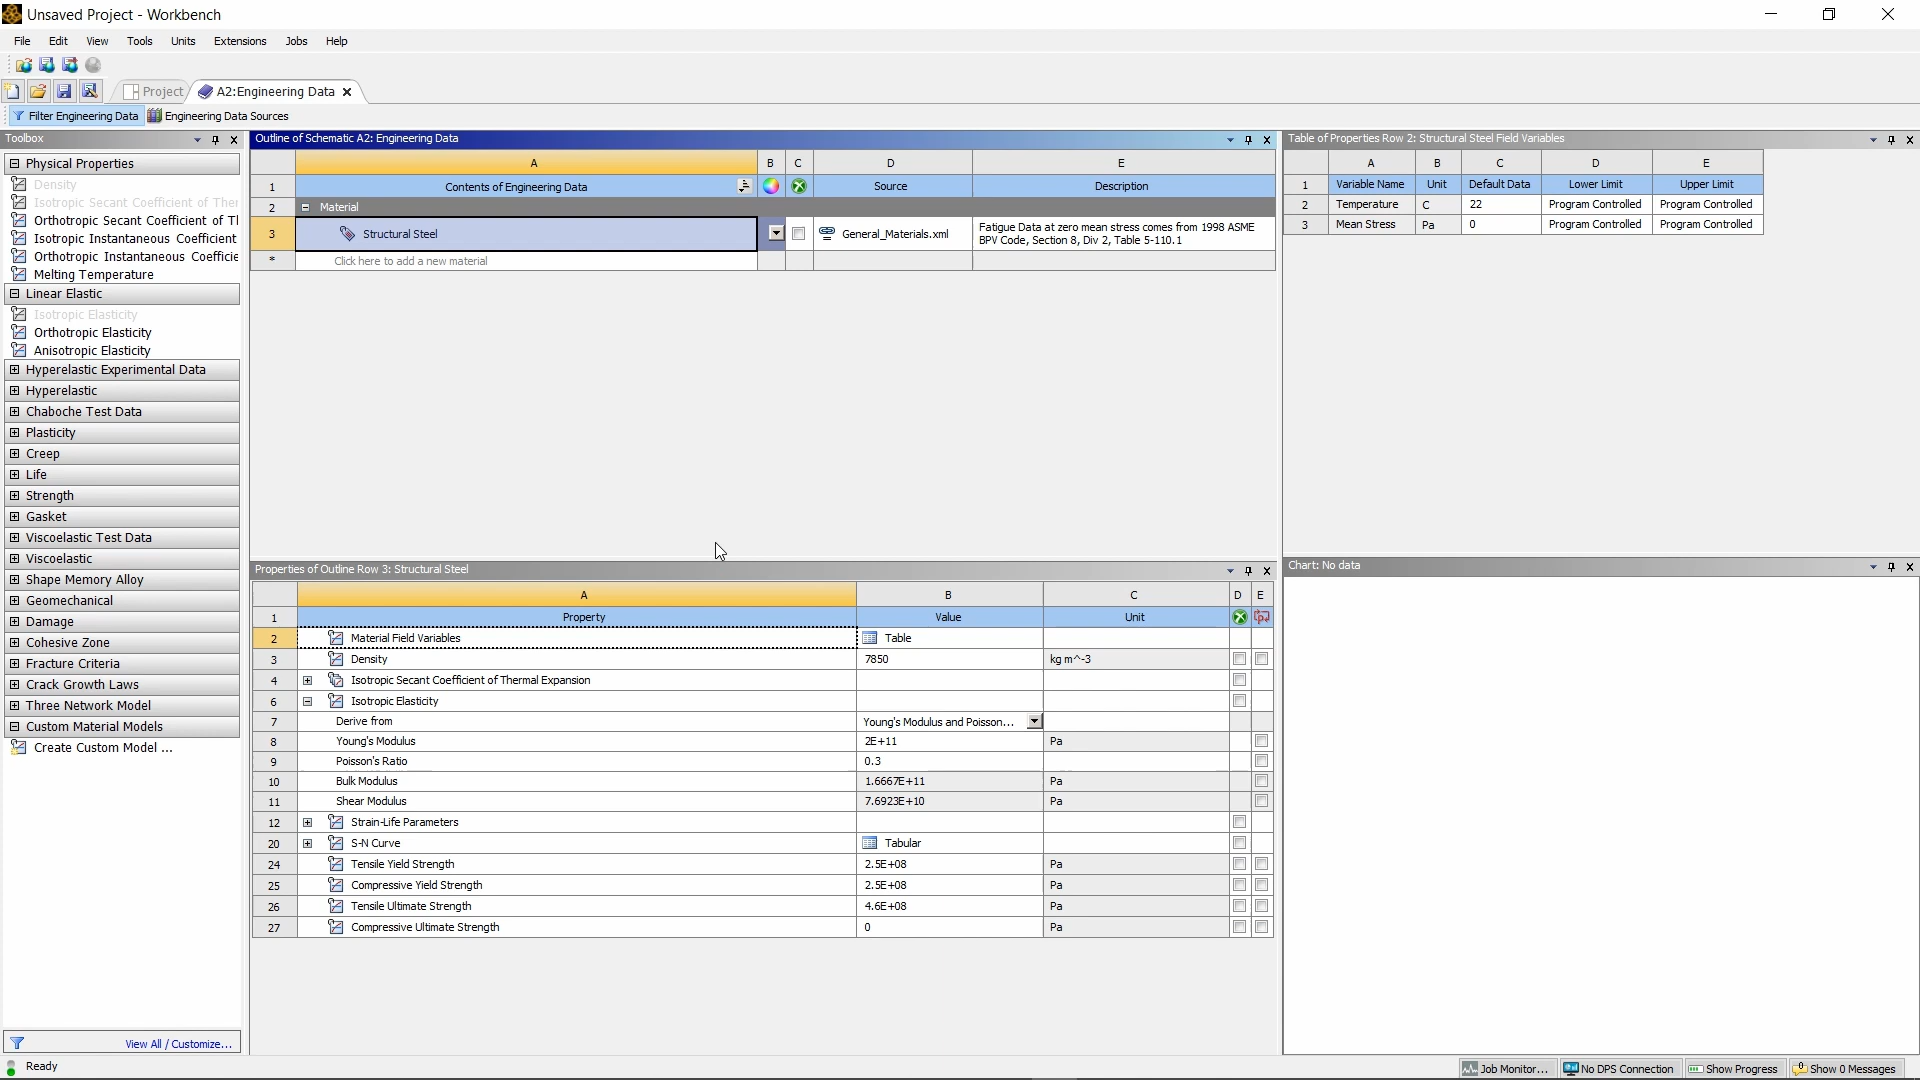 Unsaved Project - Workbench
File Edit View Tools Units Extensions Jobs Help
Project A2:Engineering Data
Filter Engineering Data Engineering Data Sources
Toolbox
Physical Properties
Density
Isotropic Secant Coefficient of Ther
Orthotropic Secant Coefficient of Tl
Isotropic Instantaneous Coefficient
Orthotropic Instantaneous Coefficie
Melting Temperature
Linear Elastic
Isotropic Elasticity
Orthotropic Elasticity
Anisotropic Elasticity
Hyperelastic Experimental Data
Hyperelastic
Chaboche Test Data
Plasticity
Creep
Life
Strength
Gasket
Viscoelastic Test Data
Viscoelastic
Shape Memory Alloy
Geomechanical
Damage
Cohesive Zone
Fracture Criteria
Crack Growth Laws
Three Network Model
Custom Material Models
Create Custom Model ...
View All / Customize...
Outline of Schematic A2: Engineering Data
A B C D E
1 Contents of Engineering Data Source Description
2 Material
3 Structural Steel General_Materials.xml Fatigue Data at zero mean stress comes from 1998 ASME
BPV Code, Section 8, Div 2, Table 5-110.1
* Click here to add a new material
Properties of Outline Row 3: Structural Steel
A B C D E
1 Property Value Unit
2 Material Field Variables Table
3 Density 7850 kg m^-3
4 Isotropic Secant Coefficient of Thermal Expansion
6 Isotropic Elasticity
7 Derive from Young's Modulus and Poisson...
8 Young's Modulus 2E+11 Pa
9 Poisson's Ratio 0.3
10 Bulk Modulus 1.6667E+11 Pa
11 Shear Modulus 7.6923E+10 Pa
12 Strain-Life Parameters
20 S-N Curve Tabular
24 Tensile Yield Strength 2.5E+08 Pa
25 Compressive Yield Strength 2.5E+08 Pa
26 Tensile Ultimate Strength 4.6E+08 Pa
27 Compressive Ultimate Strength 0 Pa
Table of Properties Row 2: Structural Steel Field Variables
A B C D E
1 Variable Name Unit Default Data Lower Limit Upper Limit
2 Temperature C 22 Program Controlled Program Controlled
3 Mean Stress Pa 0 Program Controlled Program Controlled
Chart: No data
Ready
Job Monitor... No DPS Connection Show Progress Show 0 Messages